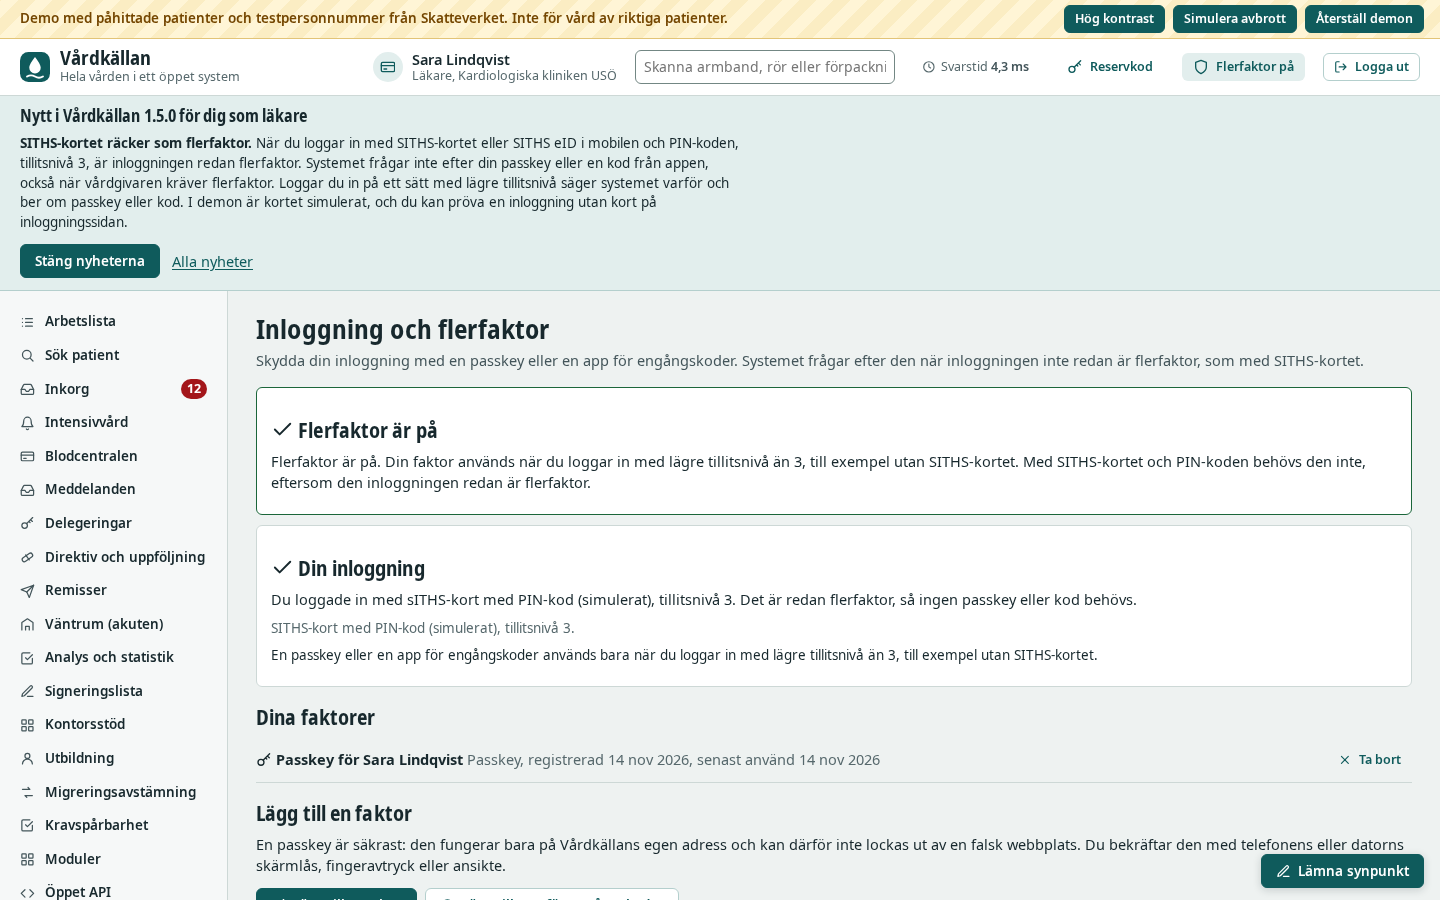 Demo med påhittade patienter och testpersonnummer från Skatteverket. Inte för vård av riktiga patienter.
Hög kontrast
Simulera avbrott
Återställ demon
Vårdkällan
Hela vården i ett öppet system
Sara Lindqvist
Läkare, Kardiologiska kliniken USÖ
Skanna armband, rör eller förpackni
Svarstid 4,3 ms
Reservkod
Flerfaktor på
Logga ut
Nytt i Vårdkällan 1.5.0 för dig som läkare
SITHS-kortet räcker som flerfaktor. När du loggar in med SITHS-kortet eller SITHS eID i mobilen och PIN-koden,
tillitsnivå 3, är inloggningen redan flerfaktor. Systemet frågar inte efter din passkey eller en kod från appen,
också när vårdgivaren kräver flerfaktor. Loggar du in på ett sätt med lägre tillitsnivå säger systemet varför och
ber om passkey eller kod. I demon är kortet simulerat, och du kan pröva en inloggning utan kort på
inloggningssidan.
Stäng nyheterna
Alla nyheter
Arbetslista
Sök patient
Inkorg
12
Intensivvård
Blodcentralen
Meddelanden
Delegeringar
Direktiv och uppföljning
Remisser
Väntrum (akuten)
Analys och statistik
Signeringslista
Kontorsstöd
Utbildning
Migreringsavstämning
Kravspårbarhet
Moduler
Öppet API
Inloggning och flerfaktor
Skydda din inloggning med en passkey eller en app för engångskoder. Systemet frågar efter den när inloggningen inte redan är flerfaktor, som med SITHS-kortet.
Flerfaktor är på
Flerfaktor är på. Din faktor används när du loggar in med lägre tillitsnivå än 3, till exempel utan SITHS-kortet. Med SITHS-kortet och PIN-koden behövs den inte,
eftersom den inloggningen redan är flerfaktor.
Din inloggning
Du loggade in med sITHS-kort med PIN-kod (simulerat), tillitsnivå 3. Det är redan flerfaktor, så ingen passkey eller kod behövs.
SITHS-kort med PIN-kod (simulerat), tillitsnivå 3.
En passkey eller en app för engångskoder används bara när du loggar in med lägre tillitsnivå än 3, till exempel utan SITHS-kortet.
Dina faktorer
Passkey för Sara Lindqvist Passkey, registrerad 14 nov 2026, senast använd 14 nov 2026
Ta bort
Lägg till en faktor
En passkey är säkrast: den fungerar bara på Vårdkällans egen adress och kan därför inte lockas ut av en falsk webbplats. Du bekräftar den med telefonens eller datorns
skärmlås, fingeravtryck eller ansikte.
Lämna synpunkt